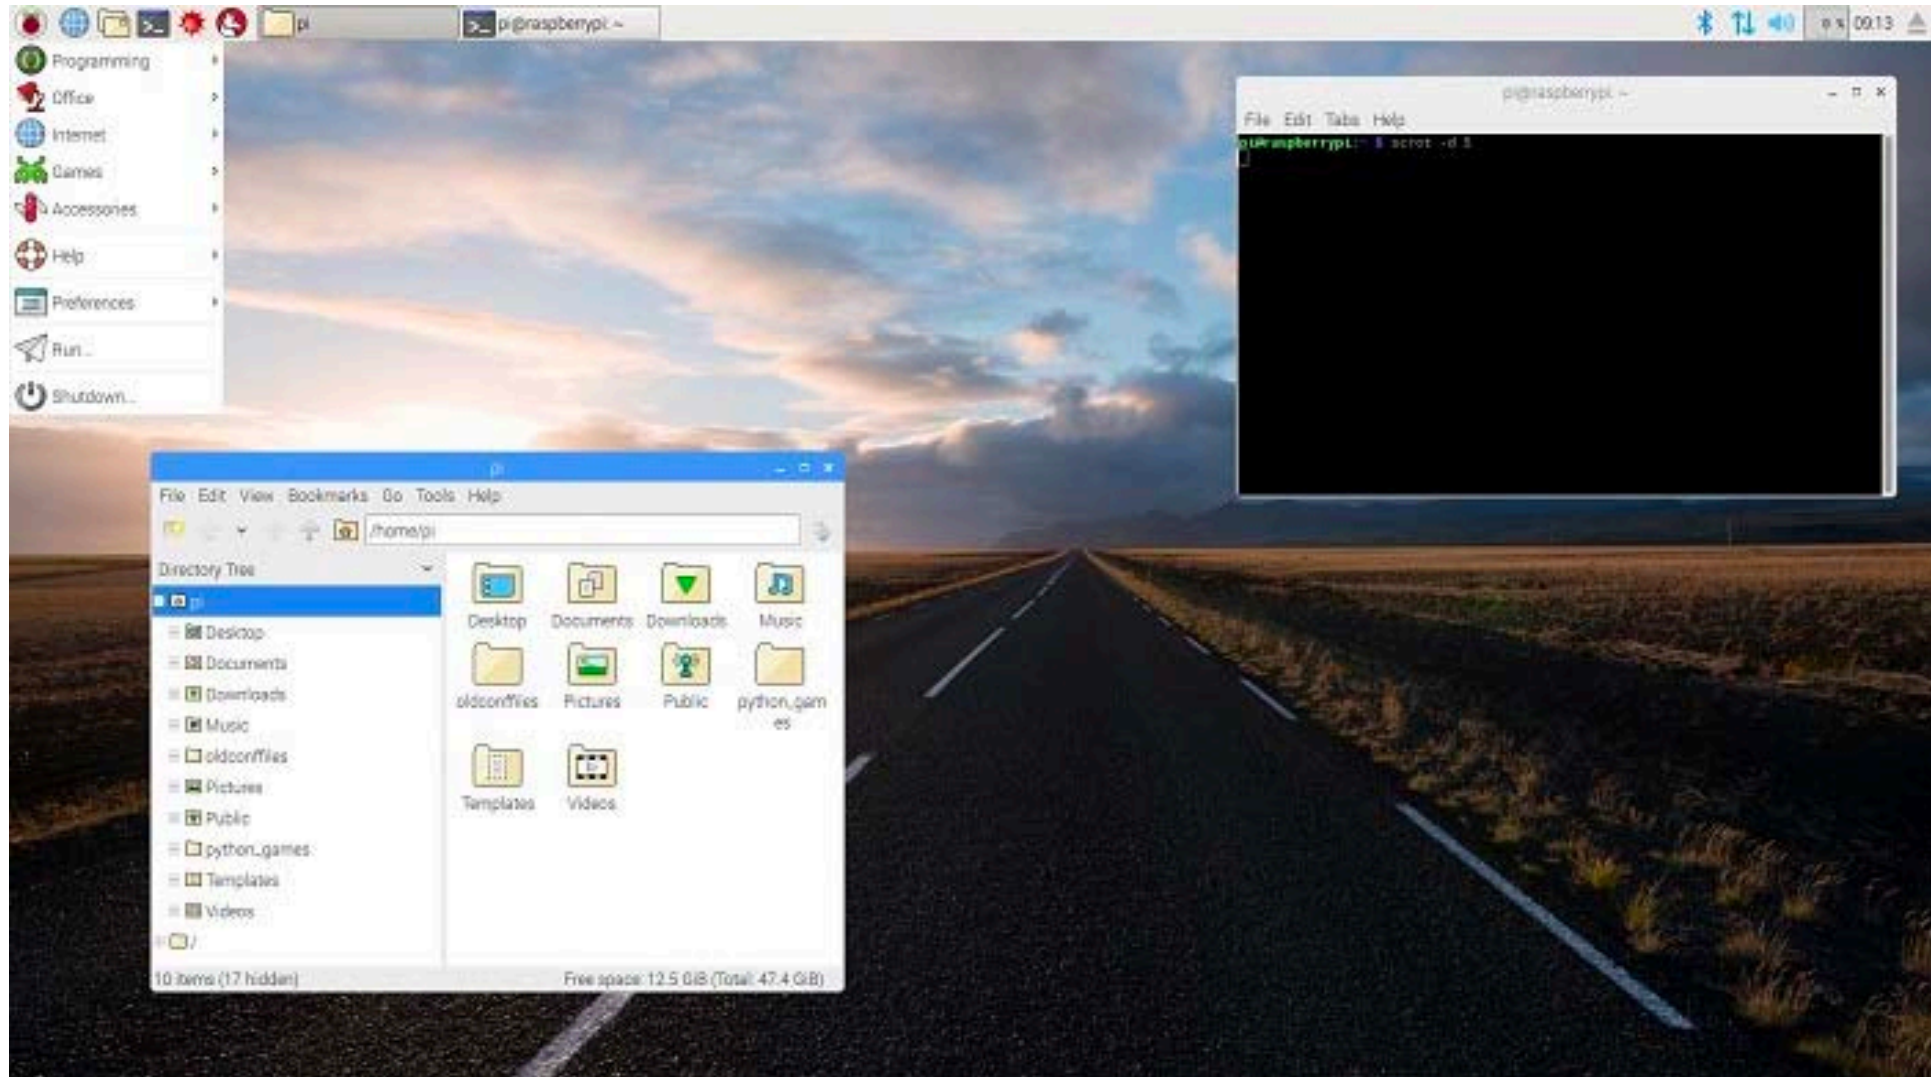 pi
pi@raspberrypi: ~
0 %
09:13
Programming
Office
Internet
Games
Accessories
Help
Preferences
Run...
Shutdown...
pi@raspberrypi: ~
File Edit Tabs Help
pi@raspberrypi:~ $ scrot -d 5
pi
File Edit View Bookmarks Go Tools Help
/home/pi
Directory Tree
pi
Desktop
Documents
Downloads
Music
oldconffiles
Pictures
Public
python_games
Templates
Videos
/
Desktop Documents Downloads Music
oldconffiles Pictures Public python_gam
es
Templates Videos
10 items (17 hidden)
Free space: 12.5 GiB (Total: 47.4 GiB)